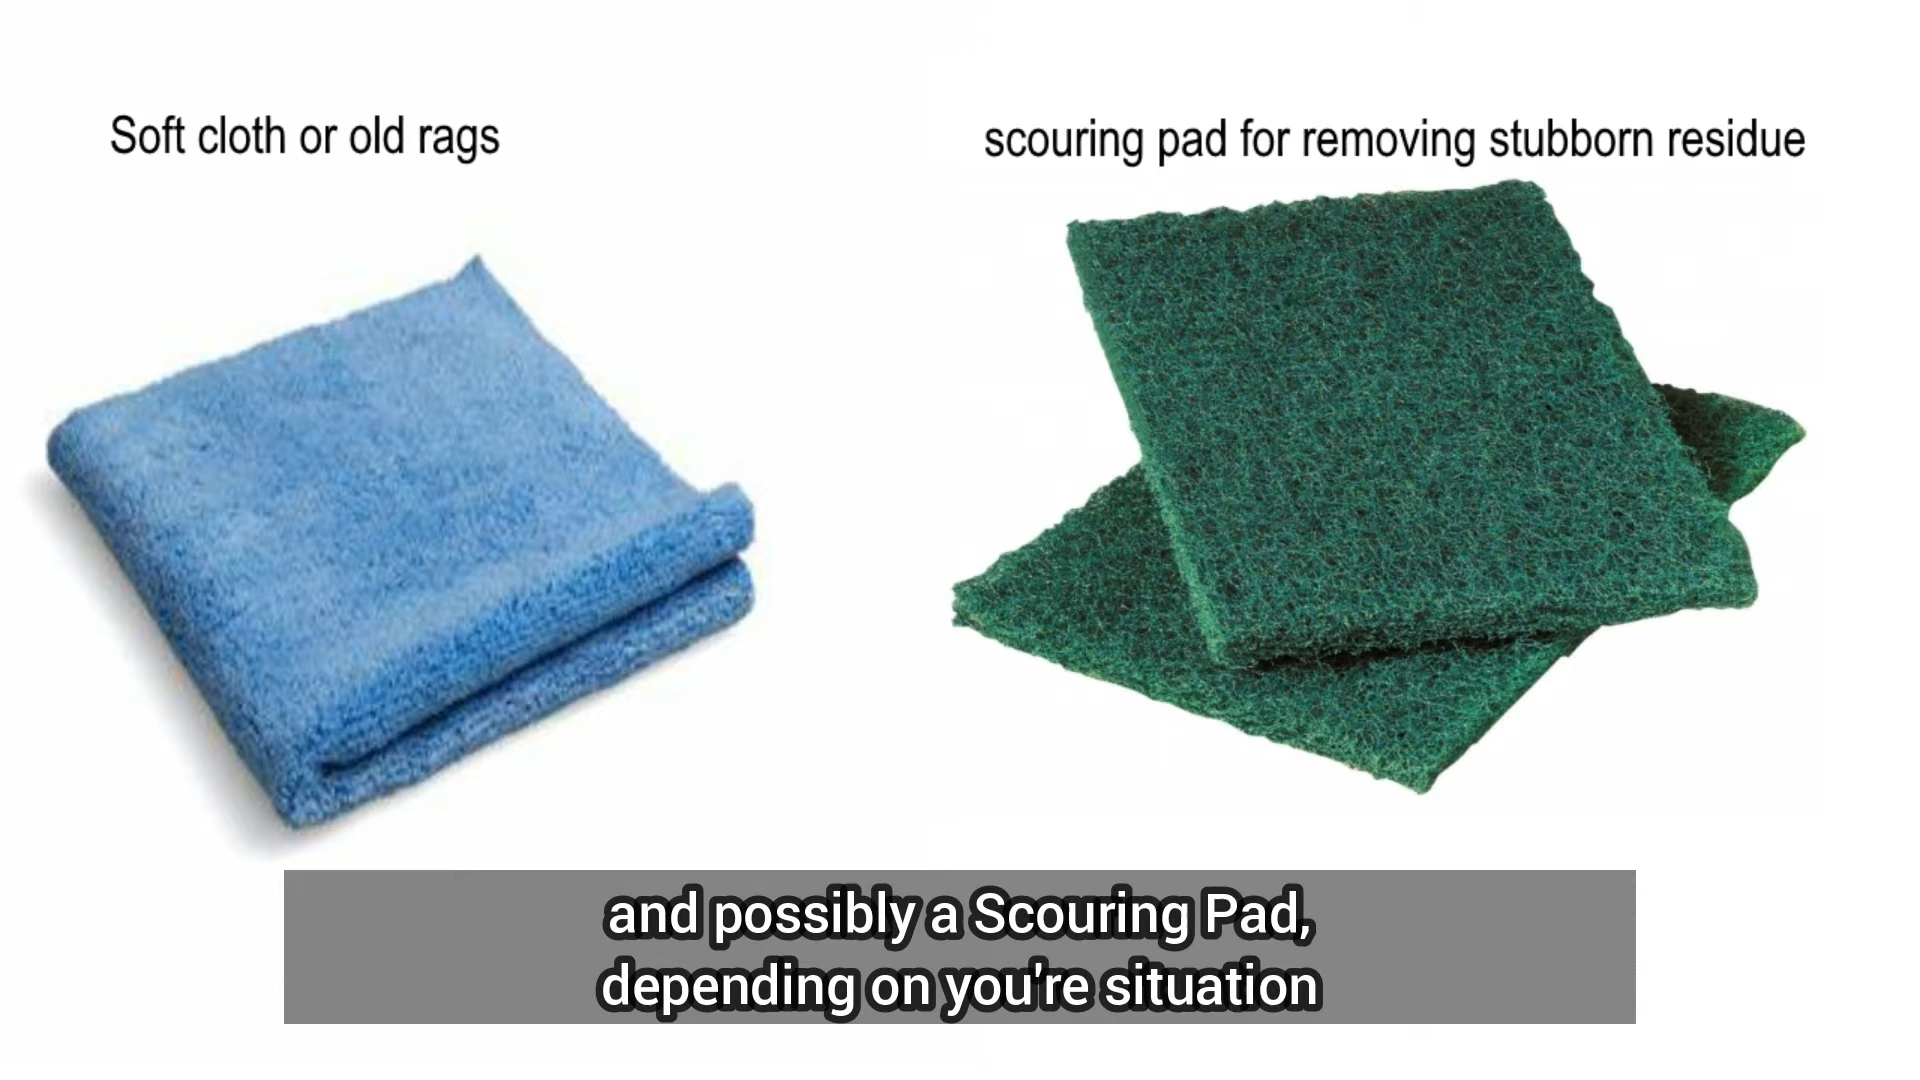 Soft cloth or old rags
scouring pad for removing stubborn residue
and possibly a Scouring Pad,
depending on you're situation